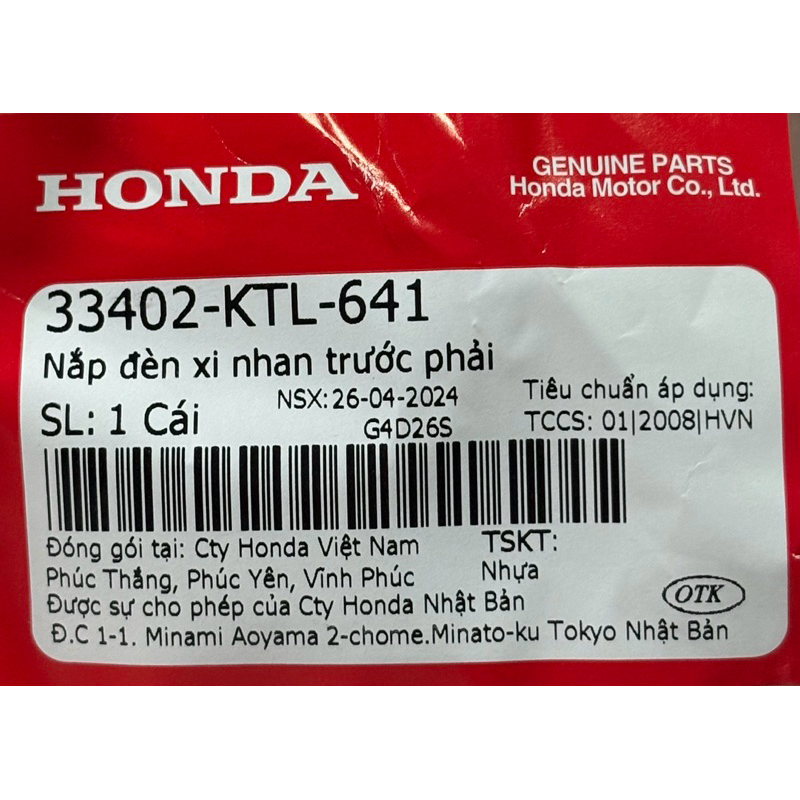 HONDA
GENUINE PARTS
Honda Motor Co., Ltd.
33402-KTL-641
Nắp đèn xi nhan trước phải
SL: 1 Cái
NSX: 26-04-2024
G4D26S
Tiêu chuẩn áp dụng:
TCCS: 01|2008|HVN
Đóng gói tại: Cty Honda Việt Nam
Phúc Thắng, Phúc Yên, Vĩnh Phúc
TSKT:
Nhựa
Được sự cho phép của Cty Honda Nhật Bản
Đ.C 1-1. Minami Aoyama 2-chome.Minato-ku Tokyo Nhật Bản
OTK